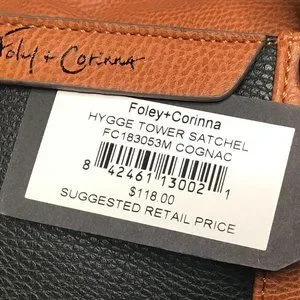 Foley + Corinna
Foley+Corinna
HYGGE TOWER SATCHEL
FC183053M COGNAC
8 42461 13002 1
$118.00
SUGGESTED RETAIL PRICE